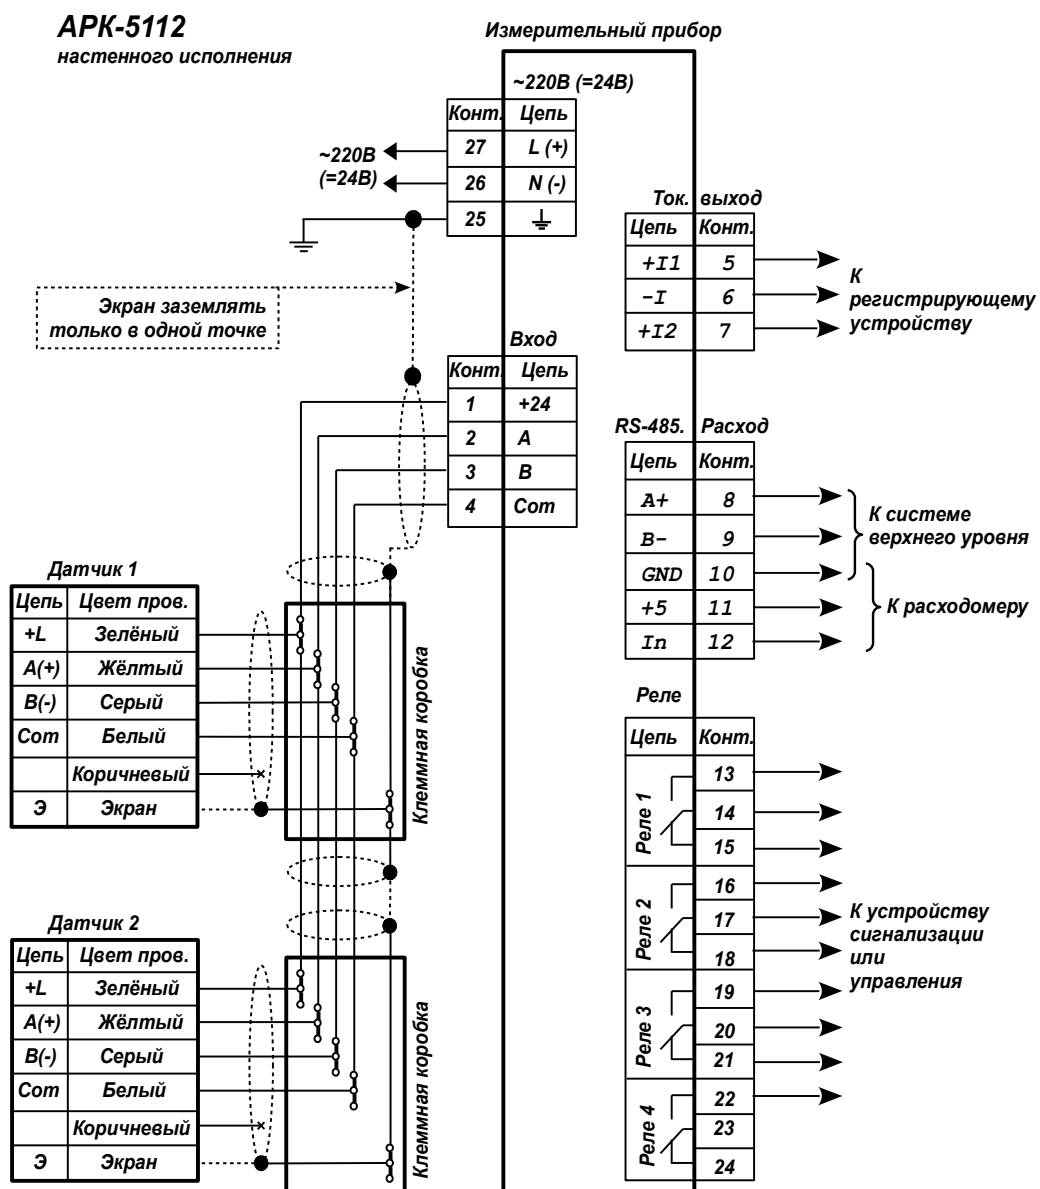 АРК-5112
настенного исполнения
Измерительный прибор
~220В (=24В)
Конт. Цепь
27 L (+)
26 N (-)
25
~220В
(=24В)
Экран заземлять
только в одной точке
Вход
Конт. Цепь
1 +24
2 A
3 B
4 Com
Ток. выход
Цепь Конт.
+I1 5
-I 6
+I2 7
К
регистрирующему
устройству
RS-485. Расход
Цепь Конт.
A+ 8
B- 9
GND 10
+5 11
In 12
К системе
верхнего уровня
К расходомеру
Датчик 1
Цепь Цвет пров.
+L Зелёный
A(+) Жёлтый
B(-) Серый
Com Белый
Коричневый
Э Экран
Клеммная коробка
Датчик 2
Цепь Цвет пров.
+L Зелёный
A(+) Жёлтый
B(-) Серый
Com Белый
Коричневый
Э Экран
Клеммная коробка
Реле
Цепь Конт.
Реле 1
13
14
15
Реле 2
16
17
18
Реле 3
19
20
21
Реле 4
22
23
24
К устройству
сигнализации
или
управления